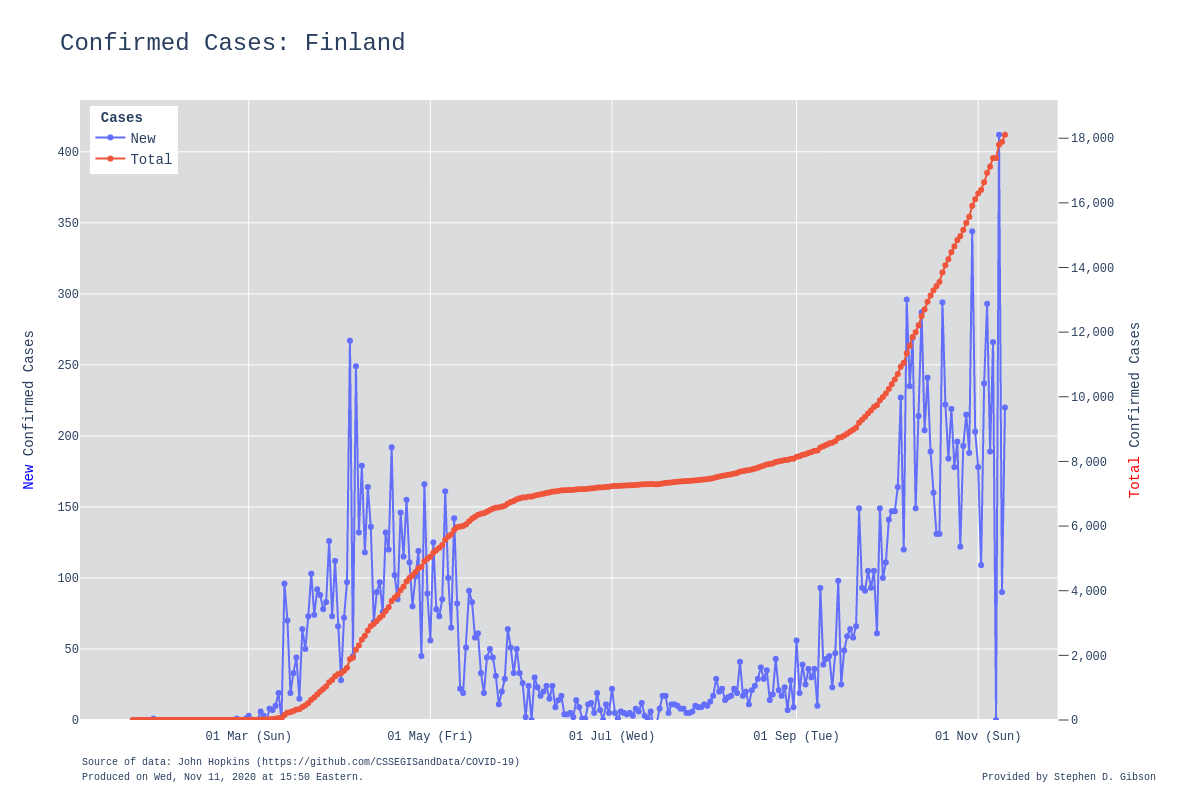 Confirmed Cases: Finland
Cases
New
Total
400
350
300
250
200
150
100
50
0
18,000
16,000
14,000
12,000
10,000
8,000
6,000
4,000
2,000
0
New Confirmed Cases
Total Confirmed Cases
01 Mar (Sun) 01 May (Fri) 01 Jul (Wed) 01 Sep (Tue) 01 Nov (Sun)
Source of data: John Hopkins (https://github.com/CSSEGISandData/COVID-19)
Produced on Wed, Nov 11, 2020 at 15:50 Eastern.
Provided by Stephen D. Gibson